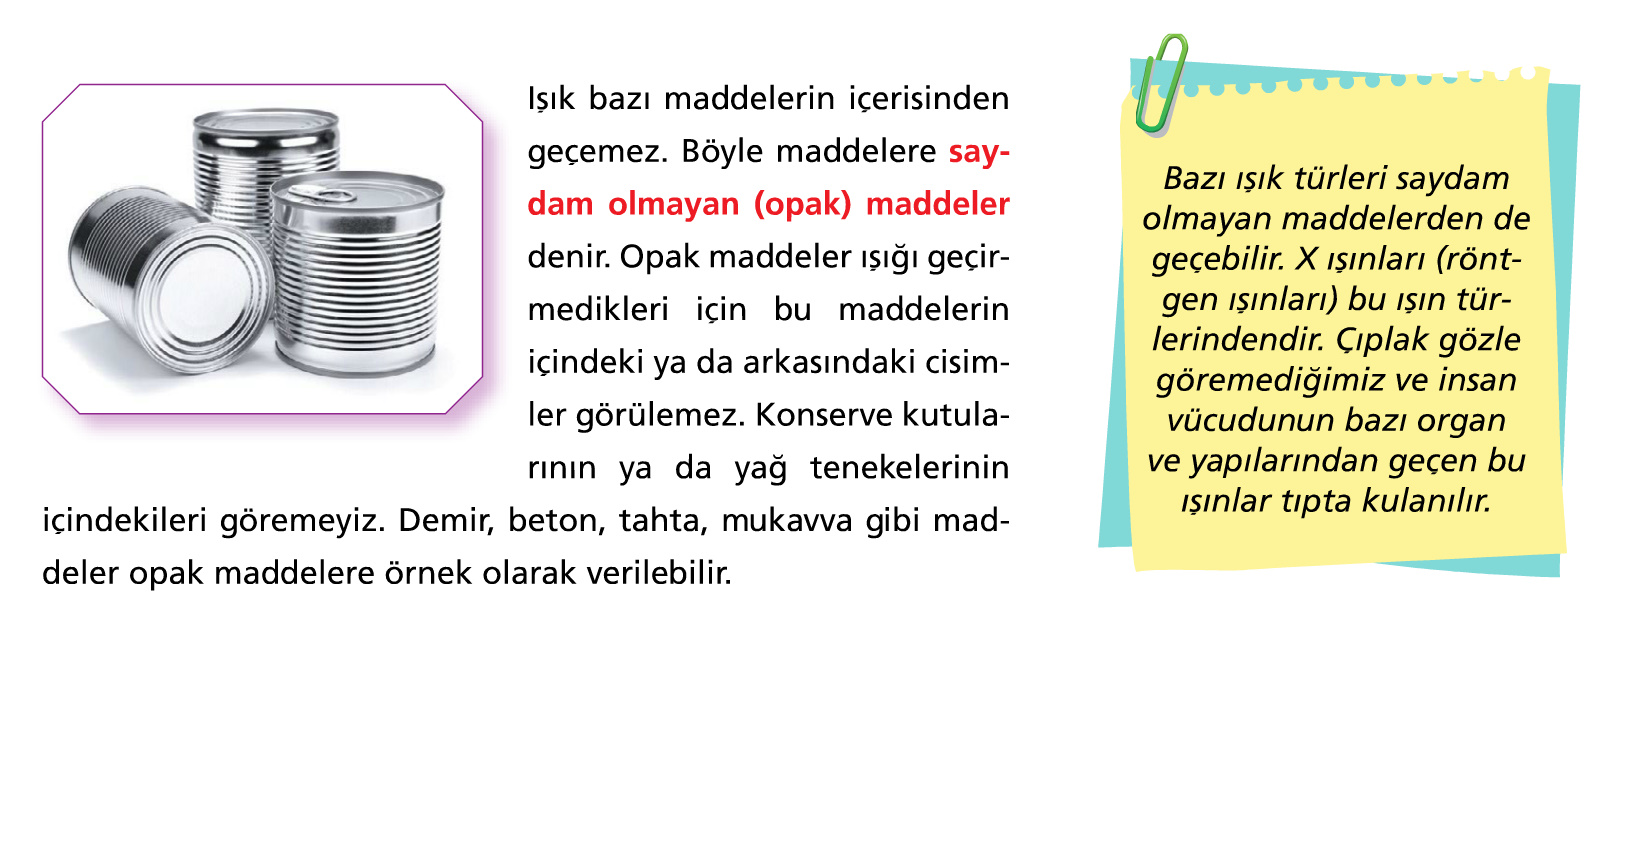 Işık bazı maddelerin içerisinden
geçemez. Böyle maddelere say-
dam olmayan (opak) maddeler
denir. Opak maddeler ışığı geçir-
medikleri için bu maddelerin
içindeki ya da arkasındaki cisim-
ler görülemez. Konserve kutula-
rının ya da yağ tenekelerinin
içindekileri göremeyiz. Demir, beton, tahta, mukavva gibi mad-
deler opak maddelere örnek olarak verilebilir.
Bazı ışık türleri saydam
olmayan maddelerden de
geçebilir. X ışınları (rönt-
gen ışınları) bu ışın tür-
lerindendir. Çıplak gözle
göremediğimiz ve insan
vücudunun bazı organ
ve yapılarından geçen bu
ışınlar tıpta kulanılır.